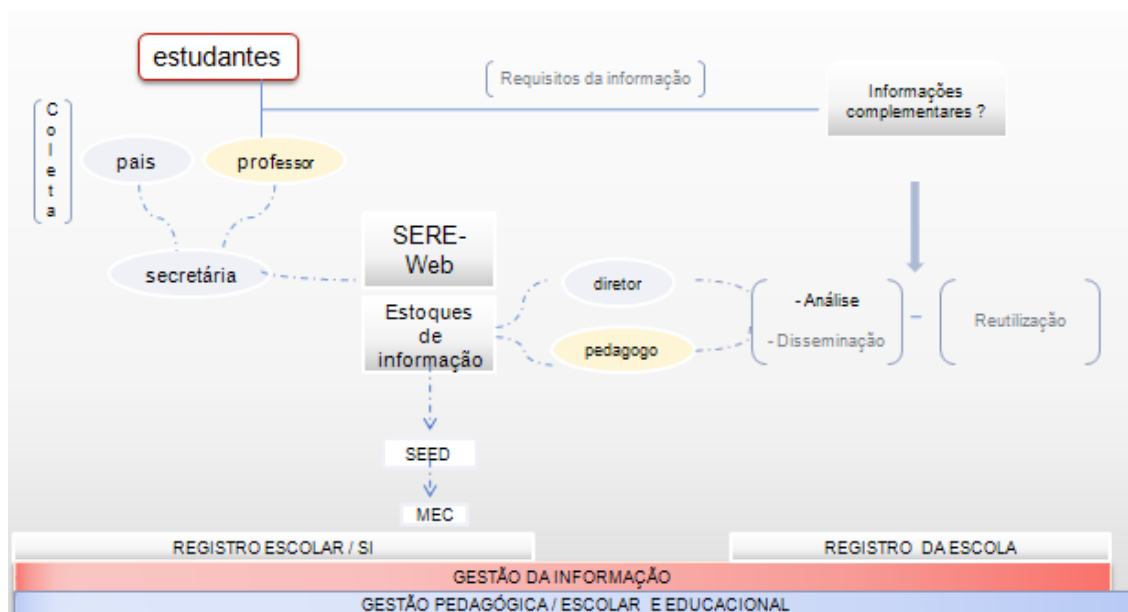 estudantes
Requisitos da informação
Informações
complementares ?
C
o
l
e
t
a
pais
professor
secretária
SERE-
Web
Estoques
de
informação
diretor
pedagogo
- Análise
- Disseminação
Reutilização
SEED
MEC
REGISTRO ESCOLAR / SI
REGISTRO DA ESCOLA
GESTÃO DA INFORMAÇÃO
GESTÃO PEDAGÓGICA / ESCOLAR E EDUCACIONAL